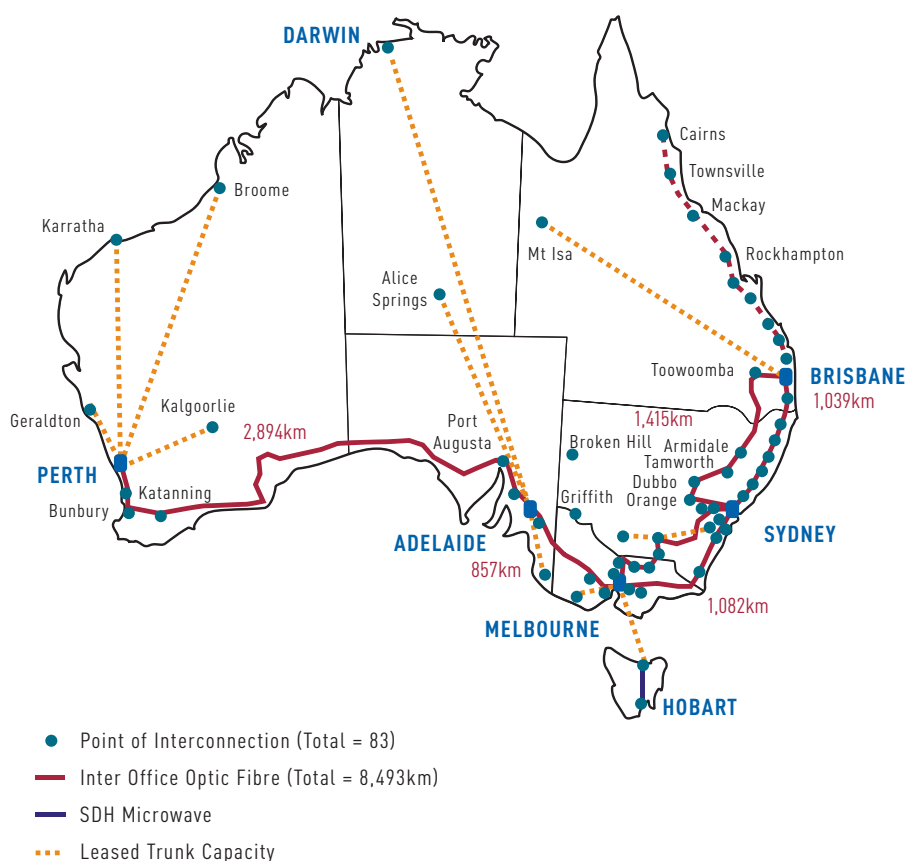 DARWIN
Cairns
Townsville
Broome
Mackay
Karratha
Mt Isa
Rockhampton
Alice
Springs
Toowoomba
BRISBANE
1,039km
Geraldton
Kalgoorlie
2,894km
Port
Augusta
1,415km
Broken Hill
Armidale
Tamworth
PERTH
Katanning
Dubbo
Griffith
Orange
Bunbury
ADELAIDE
SYDNEY
857km
1,082km
MELBOURNE
HOBART
Point of Interconnection (Total = 83)
Inter Office Optic Fibre (Total = 8,493km)
SDH Microwave
Leased Trunk Capacity